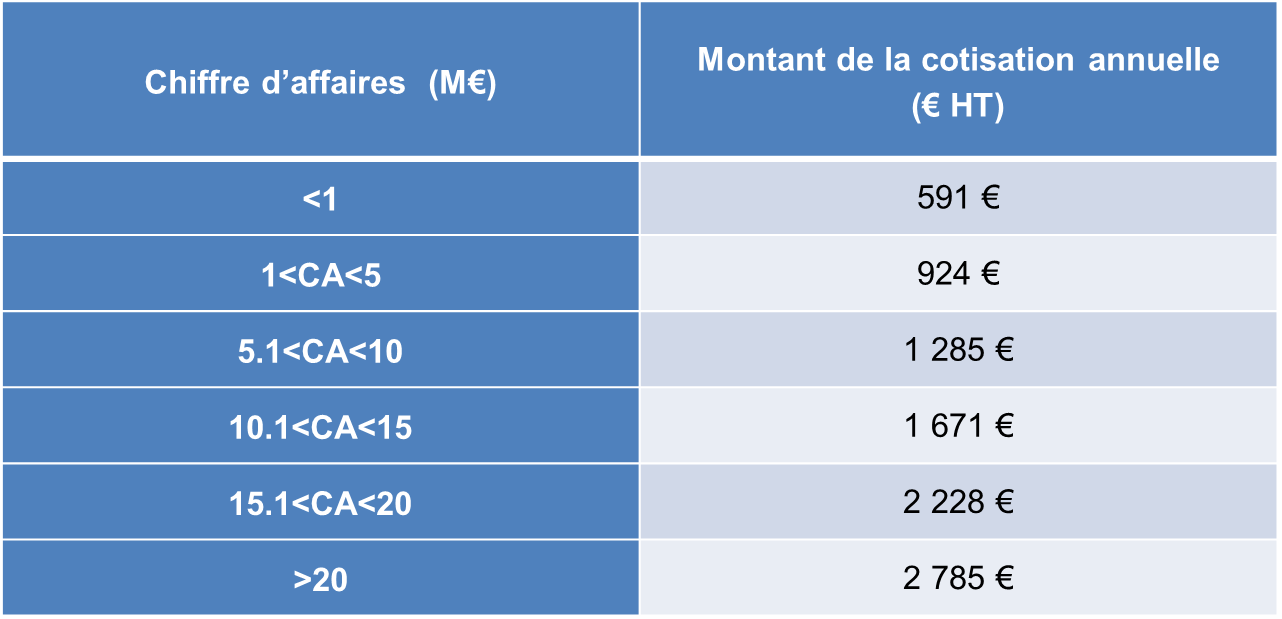 Chiffre d’affaires (M€)
Montant de la cotisation annuelle
(€ HT)
<1
591 €
1<CA<5
924 €
5.1<CA<10
1 285 €
10.1<CA<15
1 671 €
15.1<CA<20
2 228 €
>20
2 785 €